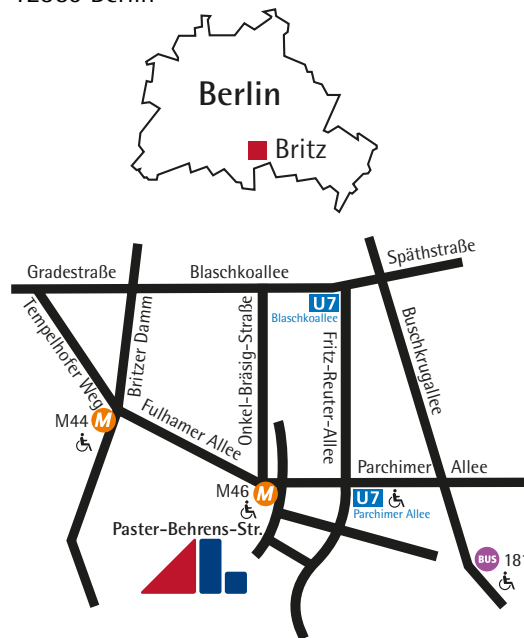 Berlin
Britz
Späthstraße
Gradestraße
Blaschkoallee
U7
Blaschkoallee
Tempelhofer Weg
Britzer Damm
Onkel-Bräsig-Straße
Fritz-Reuter-Allee
Buschkrugallee
M44 M
Fulhamer Allee
Parchimer Allee
M46 M
U7
Parchimer Allee
Paster-Behrens-Str.
BUS 181